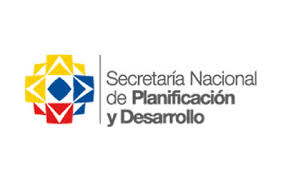 Secretaría Nacional
de Planificación
y Desarrollo